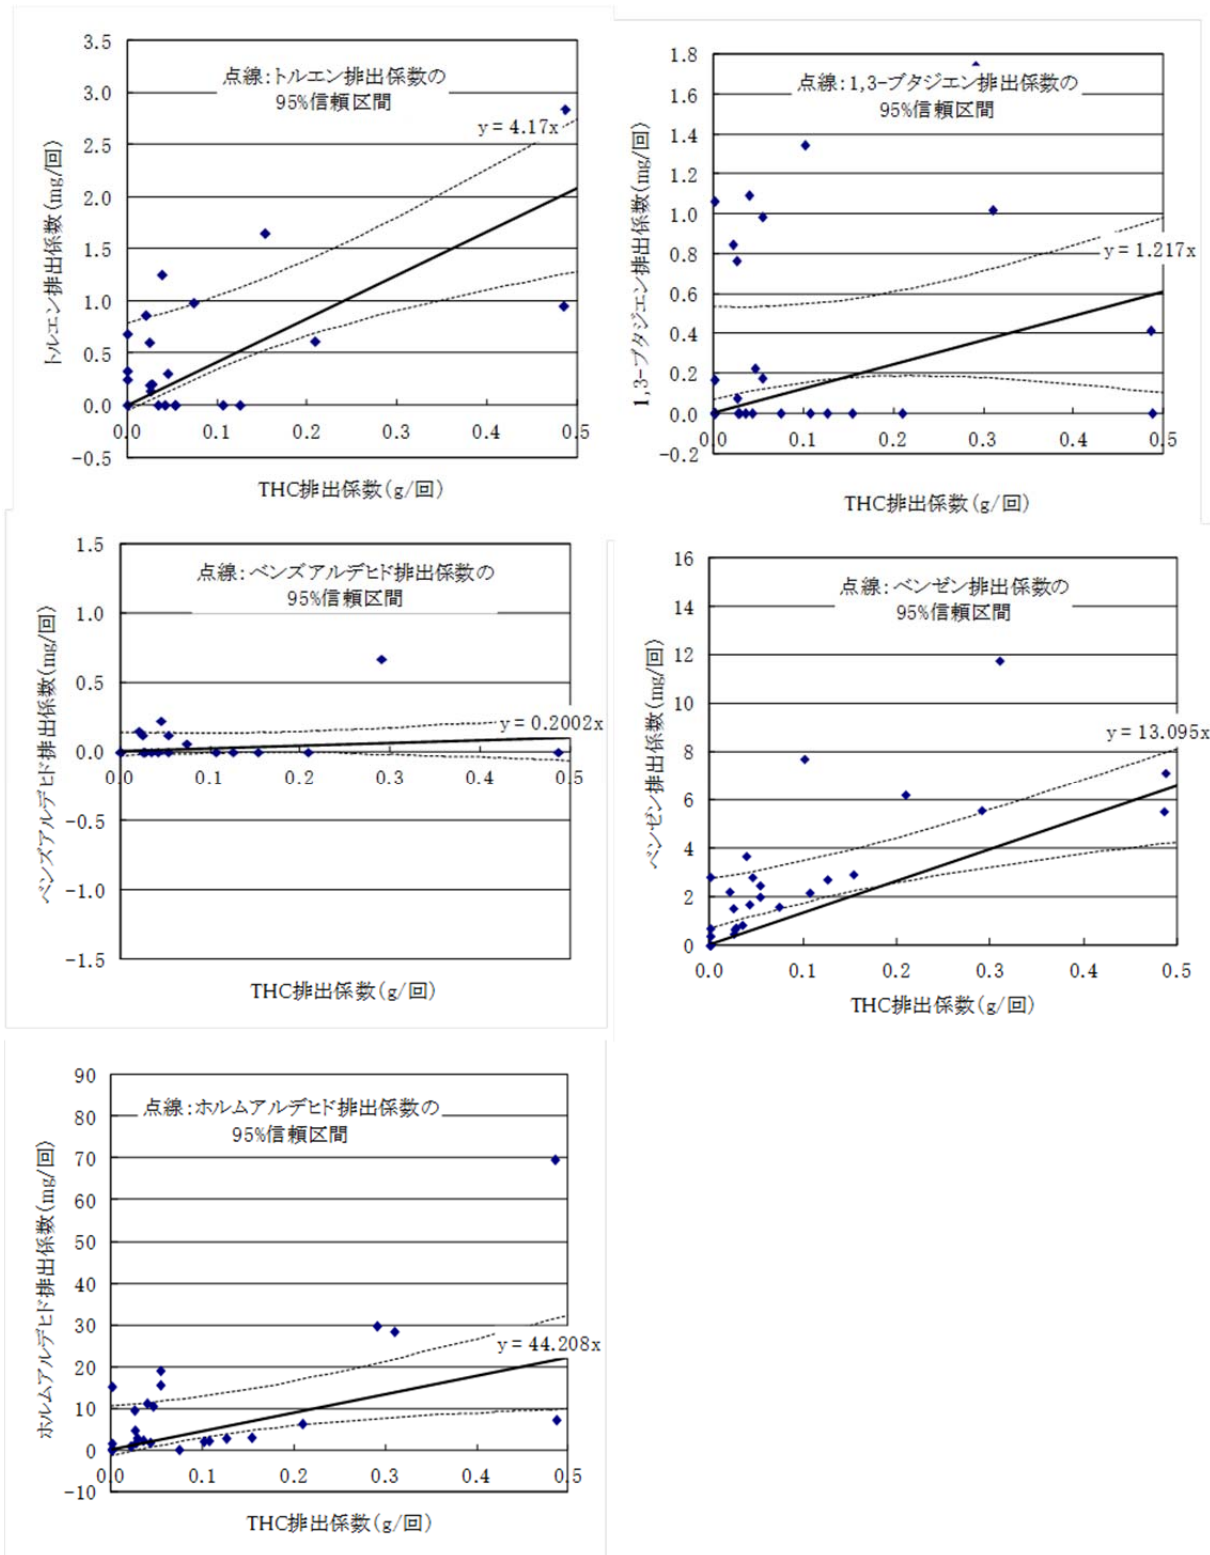 点線:トルエン排出係数の
95%信頼区間
y = 4.17x
3.5
3.0
2.5
2.0
1.5
1.0
0.5
0.0
-0.5
0.0 0.1 0.2 0.3 0.4 0.5
トルエン排出係数(mg/回)
THC排出係数(g/回)
点線:1,3-ブタジエン排出係数の
95%信頼区間
y = 1.217x
1.8
1.6
1.4
1.2
1.0
0.8
0.6
0.4
0.2
0.0
-0.2
0.0 0.1 0.2 0.3 0.4 0.5
1,3-ブタジエン排出係数(mg/回)
THC排出係数(g/回)
点線:ベンズアルデヒド排出係数の
95%信頼区間
y = 0.2002x
1.5
1.0
0.5
0.0
-0.5
-1.0
-1.5
0.0 0.1 0.2 0.3 0.4 0.5
ベンズアルデヒド排出係数(mg/回)
THC排出係数(g/回)
点線:ベンゼン排出係数の
95%信頼区間
y = 13.095x
16
14
12
10
8
6
4
2
0
0.0 0.1 0.2 0.3 0.4 0.5
ベンゼン排出係数(mg/回)
THC排出係数(g/回)
点線:ホルムアルデヒド排出係数の
95%信頼区間
y = 44.208x
90
80
70
60
50
40
30
20
10
0
-10
0.0 0.1 0.2 0.3 0.4 0.5
ホルムアルデヒド排出係数(mg/回)
THC排出係数(g/回)